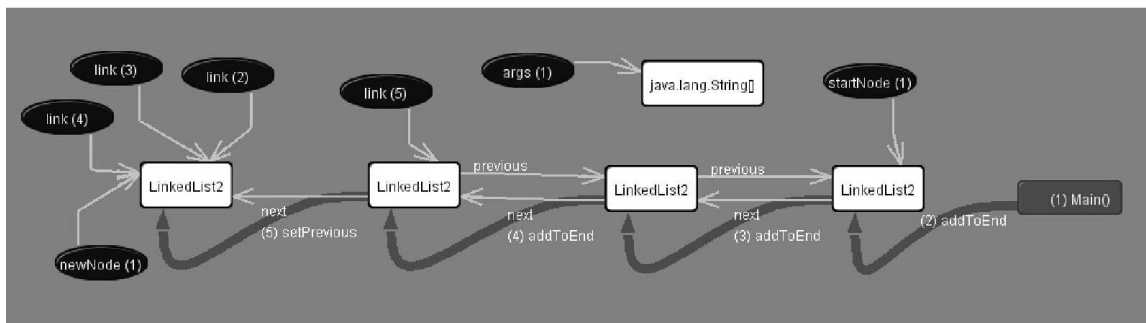 link (3)
link (2)
args (1)
java.lang.String[]
startNode (1)
link (5)
link (4)
previous
previous
LinkedList2
LinkedList2
LinkedList2
LinkedList2
(1) Main()
next
(5) setPrevious
next
(4) addToEnd
next
(3) addToEnd
(2) addToEnd
newNode (1)